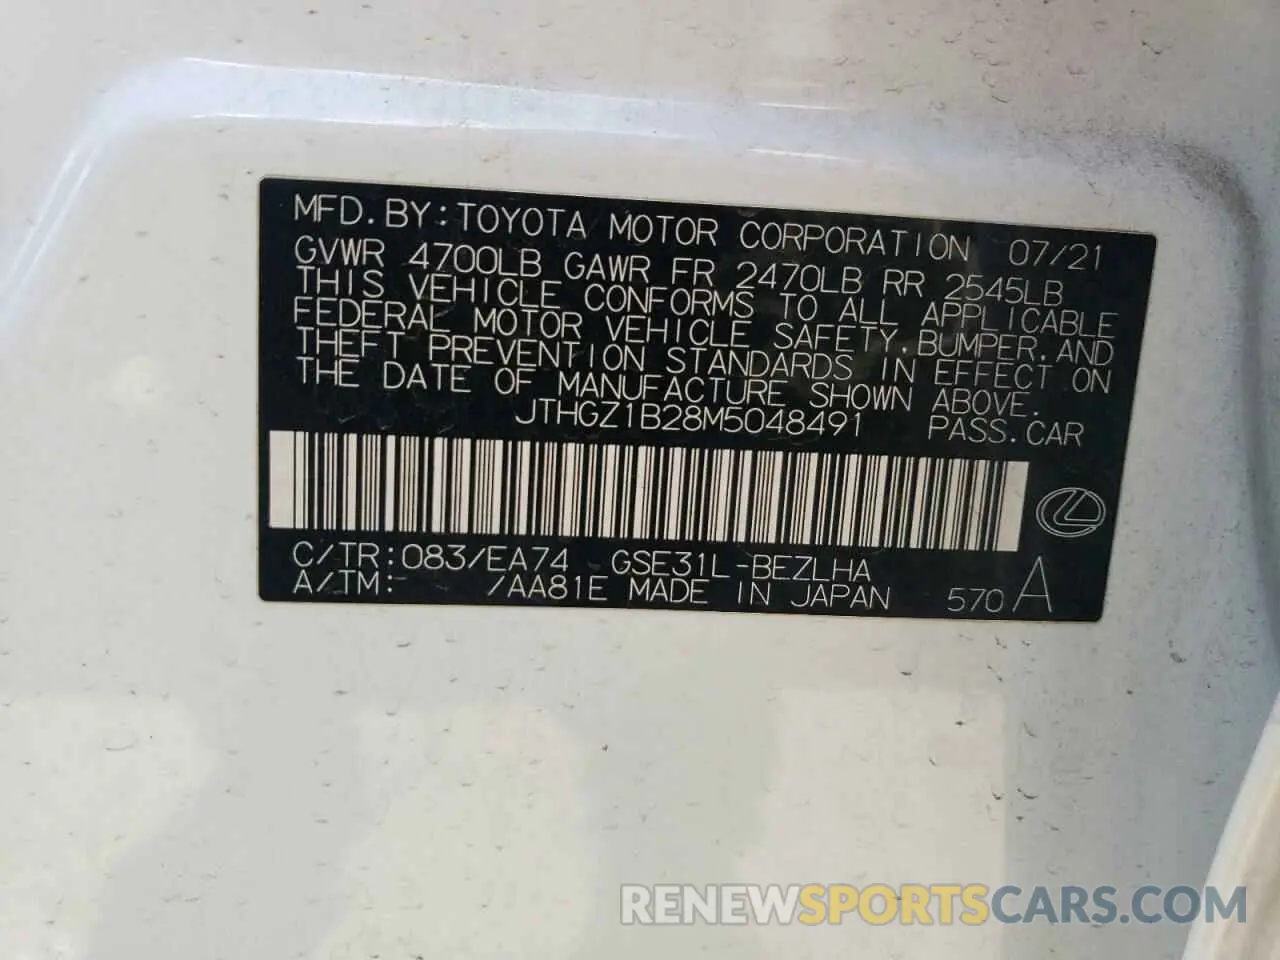 MFD.BY:TOYOTA MOTOR CORPORATION 07/21
GVWR 4700LB GAWR FR 2470LB RR 2545LB
THIS VEHICLE CONFORMS TO ALL APPLICABLE
FEDERAL MOTOR VEHICLE SAFETY,BUMPER,AND
THEFT PREVENTION STANDARDS IN EFFECT ON
THE DATE OF MANUFACTURE SHOWN ABOVE.
JTHGZ1B28M5048491 PASS.CAR
C/TR:083/EA74 GSE31L-BEZLHA
A/TM:- /AA81E MADE IN JAPAN 570 A
RENEWSPORTSCARS.COM